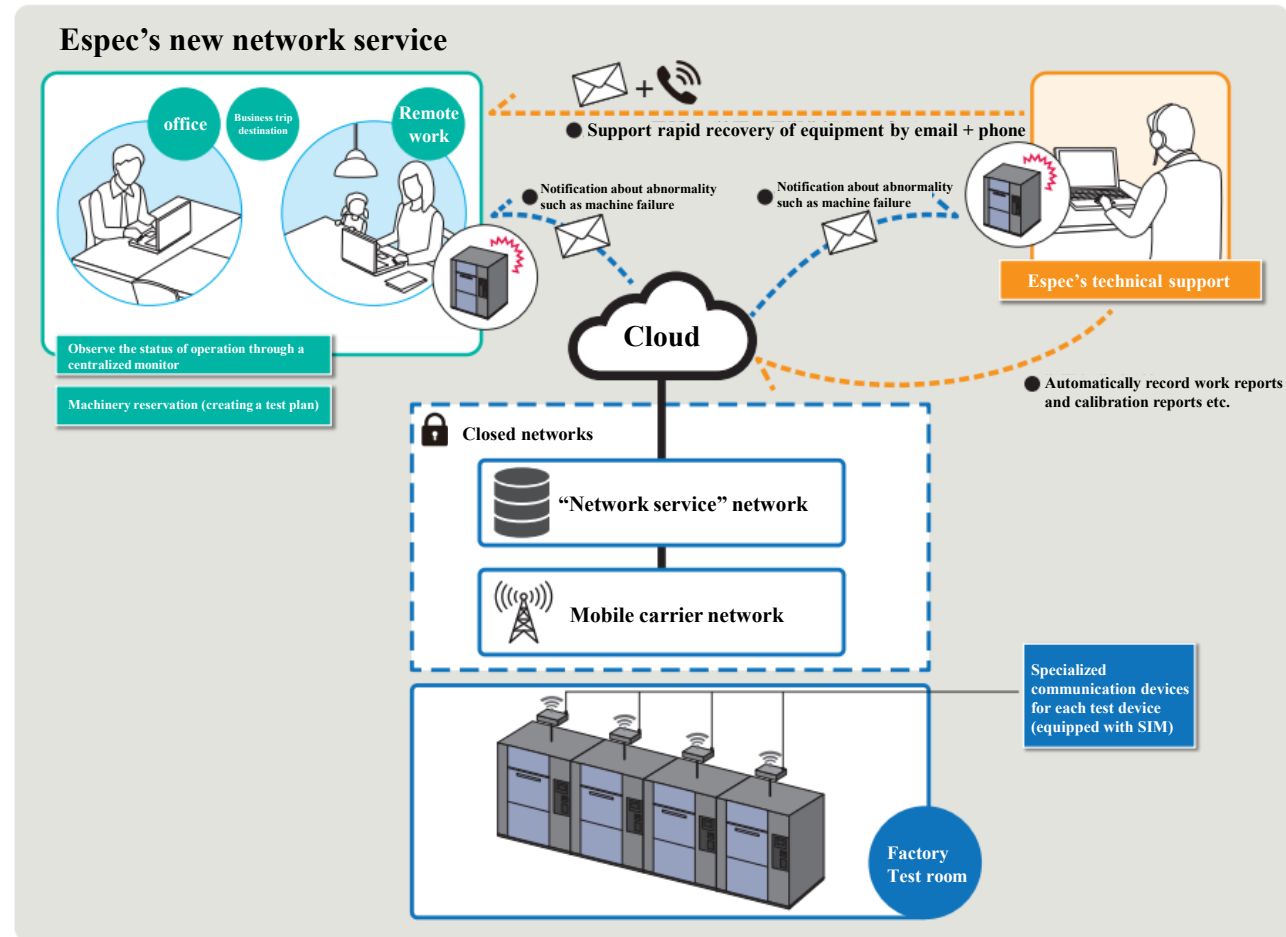 Espec’s new network service
office
Business trip
destination
Remote
work
● Support rapid recovery of equipment by email + phone
● Notification about abnormality
such as machine failure
● Notification about abnormality
such as machine failure
Espec’s technical support
Cloud
Observe the status of operation through a
centralized monitor
Machinery reservation (creating a test plan)
● Automatically record work reports
and calibration reports etc.
Closed networks
“Network service” network
Mobile carrier network
Specialized
communication devices
for each test device
(equipped with SIM)
Factory
Test room